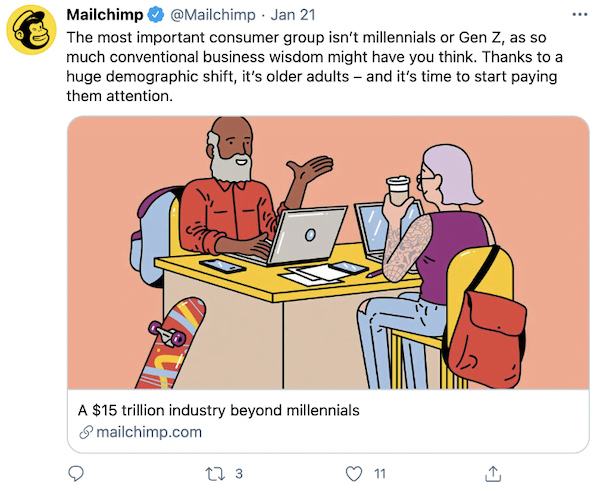 Mailchimp @Mailchimp · Jan 21
The most important consumer group isn't millennials or Gen Z, as so
much conventional business wisdom might have you think. Thanks to a
huge demographic shift, it's older adults – and it's time to start paying
them attention.
A $15 trillion industry beyond millennials
mailchimp.com
3 11